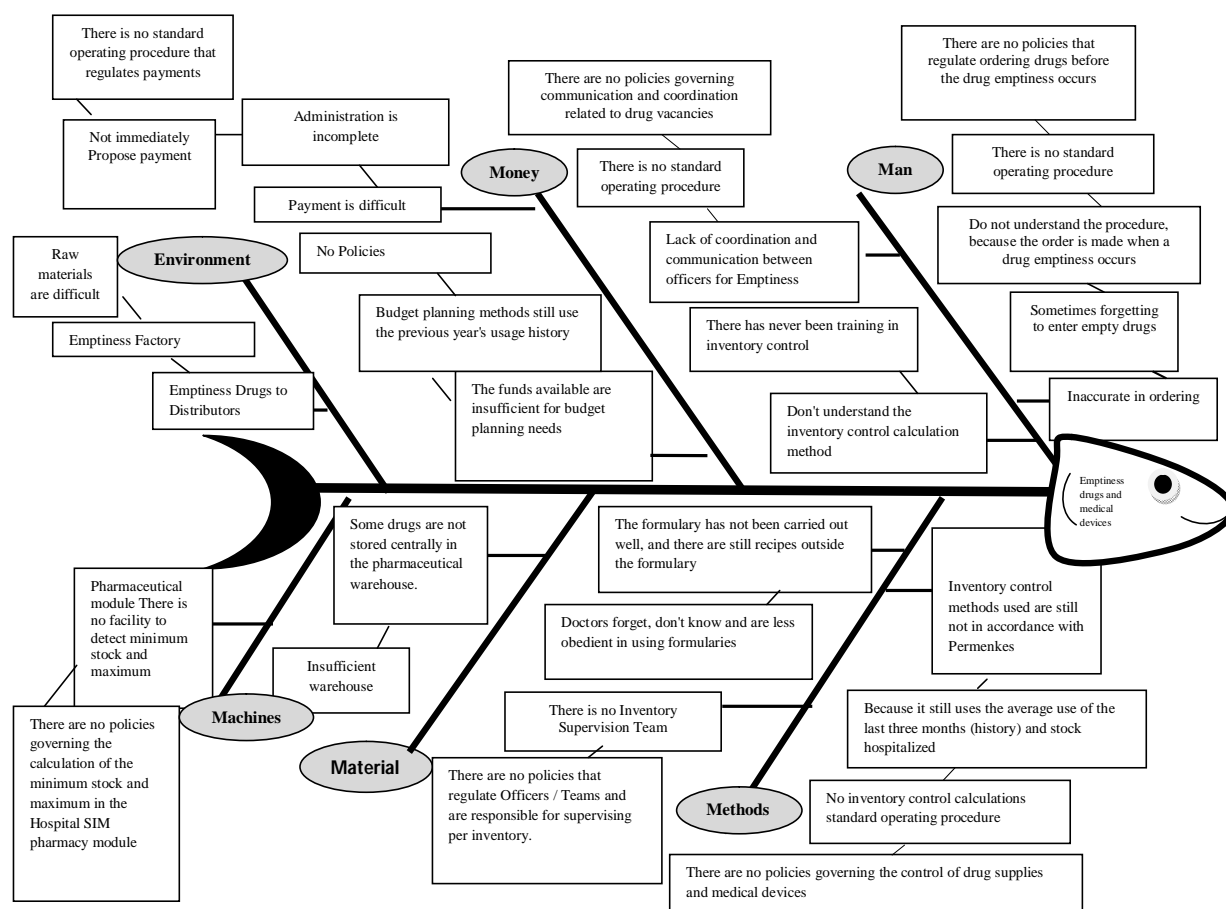 There is no standard
operating procedure that
regulates payments
Not immediately
Propose payment
Administration is
incomplete
Payment is difficult
Money
There are no policies governing
communication and coordination
related to drug vacancies
There is no standard
operating procedure
Lack of coordination and
communication between
officers for Emptiness
There has never been training in
inventory control
Don't understand the
inventory control calculation
method
Man
There are no policies that
regulate ordering drugs before
the drug emptiness occurs
There is no standard
operating procedure
Do not understand the procedure,
because the order is made when a
drug emptiness occurs
Sometimes forgetting
to enter empty drugs
Inaccurate in ordering
Raw
materials
are difficult
Environment
Emptiness Factory
Emptiness Drugs to
Distributors
No Policies
Budget planning methods still use
the previous year's usage history
The funds available are
insufficient for budget
planning needs
Emptiness
drugs and
medical
devices
Pharmaceutical
module There is
no facility to
detect minimum
stock and
maximum
There are no policies
governing the
calculation of the
minimum stock and
maximum in the
Hospital SIM
pharmacy module
Machines
Some drugs are not
stored centrally in
the pharmaceutical
warehouse.
Insufficient
warehouse
Material
The formulary has not been carried out
well, and there are still recipes outside
the formulary
Doctors forget, don't know and are less
obedient in using formularies
There is no Inventory
Supervision Team
There are no policies that
regulate Officers / Teams and
are responsible for supervising
per inventory.
Methods
Inventory control
methods used are still
not in accordance with
Permenkes
Because it still uses the average use of the
last three months (history) and stock
hospitalized
No inventory control calculations
standard operating procedure
There are no policies governing the control of drug supplies
and medical devices